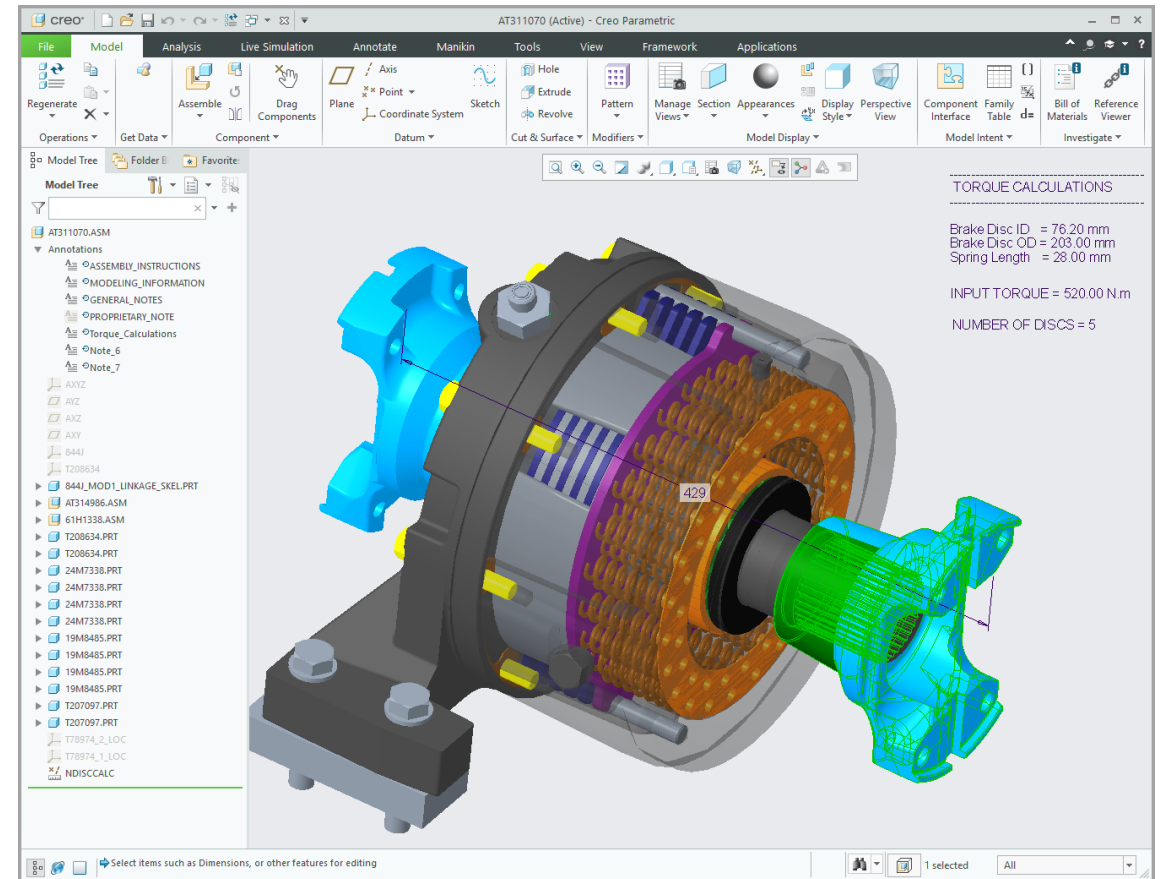 creo°
AT311070 (Active) - Creo Parametric
File Model Analysis Live Simulation Annotate Manikin Tools View Framework Applications
Regenerate
Operations
Get Data
Assemble
Drag
Components
Component
Plane
Axis
Point
Coordinate System
Sketch
Datum
Hole
Extrude
Revolve
Cut & Surface
Pattern
Modifiers
Manage
Views
Section
Appearances
Display
Style
Perspective
View
Model Display
Component
Interface
Family
Table
d=
Model Intent
Bill of
Materials
Reference
Viewer
Investigate
Model Tree Folder B Favorite:
Model Tree
AT311070.ASM
Annotations
ASSEMBLY_INSTRUCTIONS
MODELING_INFORMATION
GENERAL_NOTES
PROPRIETARY_NOTE
Torque_Calculations
Note_6
Note_7
AXYZ
AYZ
AXZ
AXY
844J
T208634
844J_MOD1_LINKAGE_SKEL.PRT
AT314986.ASM
61H1338.ASM
T208634.PRT
T208634.PRT
24M7338.PRT
24M7338.PRT
24M7338.PRT
24M7338.PRT
19M8485.PRT
19M8485.PRT
19M8485.PRT
19M8485.PRT
T207097.PRT
T207097.PRT
T78974_2_LOC
T78974_1_LOC
NDISCCALC
TORQUE CALCULATIONS
Brake Disc ID = 76.20 mm
Brake Disc OD = 203.00 mm
Spring Length = 28.00 mm
INPUT TORQUE = 520.00 N.m
NUMBER OF DISCS = 5
429
Select items such as Dimensions, or other features for editing
1 selected
All